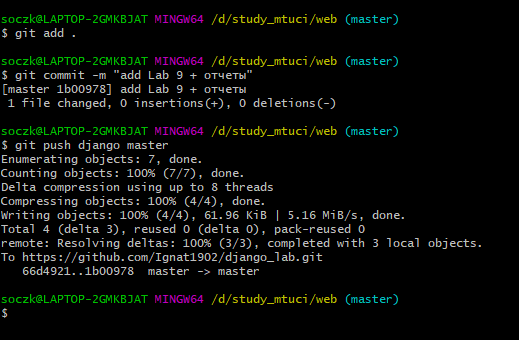 soczk@LAPTOP-2GMKBJAT MINGW64 /d/study_mtuci/web (master)
$ git add .
soczk@LAPTOP-2GMKBJAT MINGW64 /d/study_mtuci/web (master)
$ git commit -m "add Lab 9 + отчеты"
[master 1b00978] add Lab 9 + отчеты
1 file changed, 0 insertions(+), 0 deletions(-)
soczk@LAPTOP-2GMKBJAT MINGW64 /d/study_mtuci/web (master)
$ git push django master
Enumerating objects: 7, done.
Counting objects: 100% (7/7), done.
Delta compression using up to 8 threads
Compressing objects: 100% (4/4), done.
Writing objects: 100% (4/4), 61.96 KiB | 5.16 MiB/s, done.
Total 4 (delta 3), reused 0 (delta 0), pack-reused 0
remote: Resolving deltas: 100% (3/3), completed with 3 local objects.
To https://github.com/Ignat1902/django_lab.git
66d4921..1b00978  master -> master
soczk@LAPTOP-2GMKBJAT MINGW64 /d/study_mtuci/web (master)
$